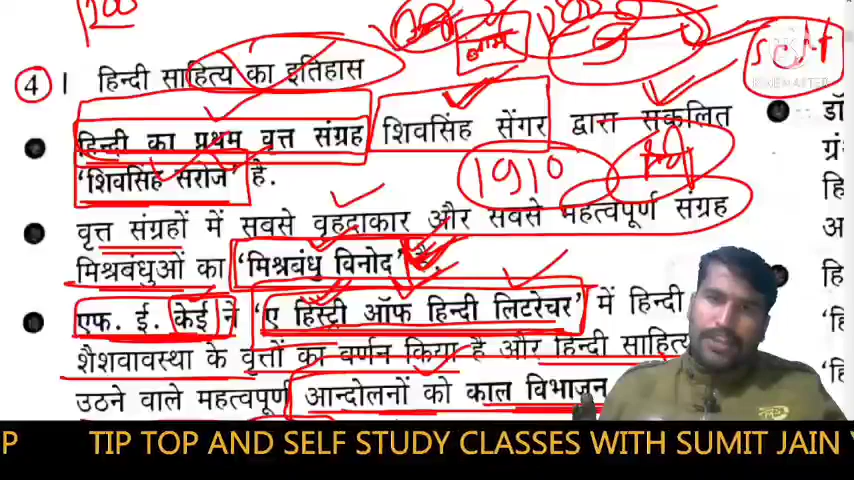 100
4 | हिन्दी साहित्य का इतिहास
हिन्दी का प्रथम वृत्त संग्रह शिवसिंह सेंगर द्वारा संकलित
'शिवसिंह सरोज' है.
1910
वृत्त संग्रहों में सबसे वृहदाकार और सबसे महत्वपूर्ण संग्रह
मिश्रबंधुओं का 'मिश्रबंधु विनोद' है.
एफ. ई. केई ने 'ए हिस्ट्री ऑफ हिन्दी लिटरेचर' में हिन्दी
शैशवावस्था के वृत्तों का वर्णन किया है और हिन्दी साहित्य
उठने वाले महत्वपूर्ण आन्दोलनों को काल विभाजन
KINEMASTER
P TIP TOP AND SELF STUDY CLASSES WITH SUMIT JAIN Y